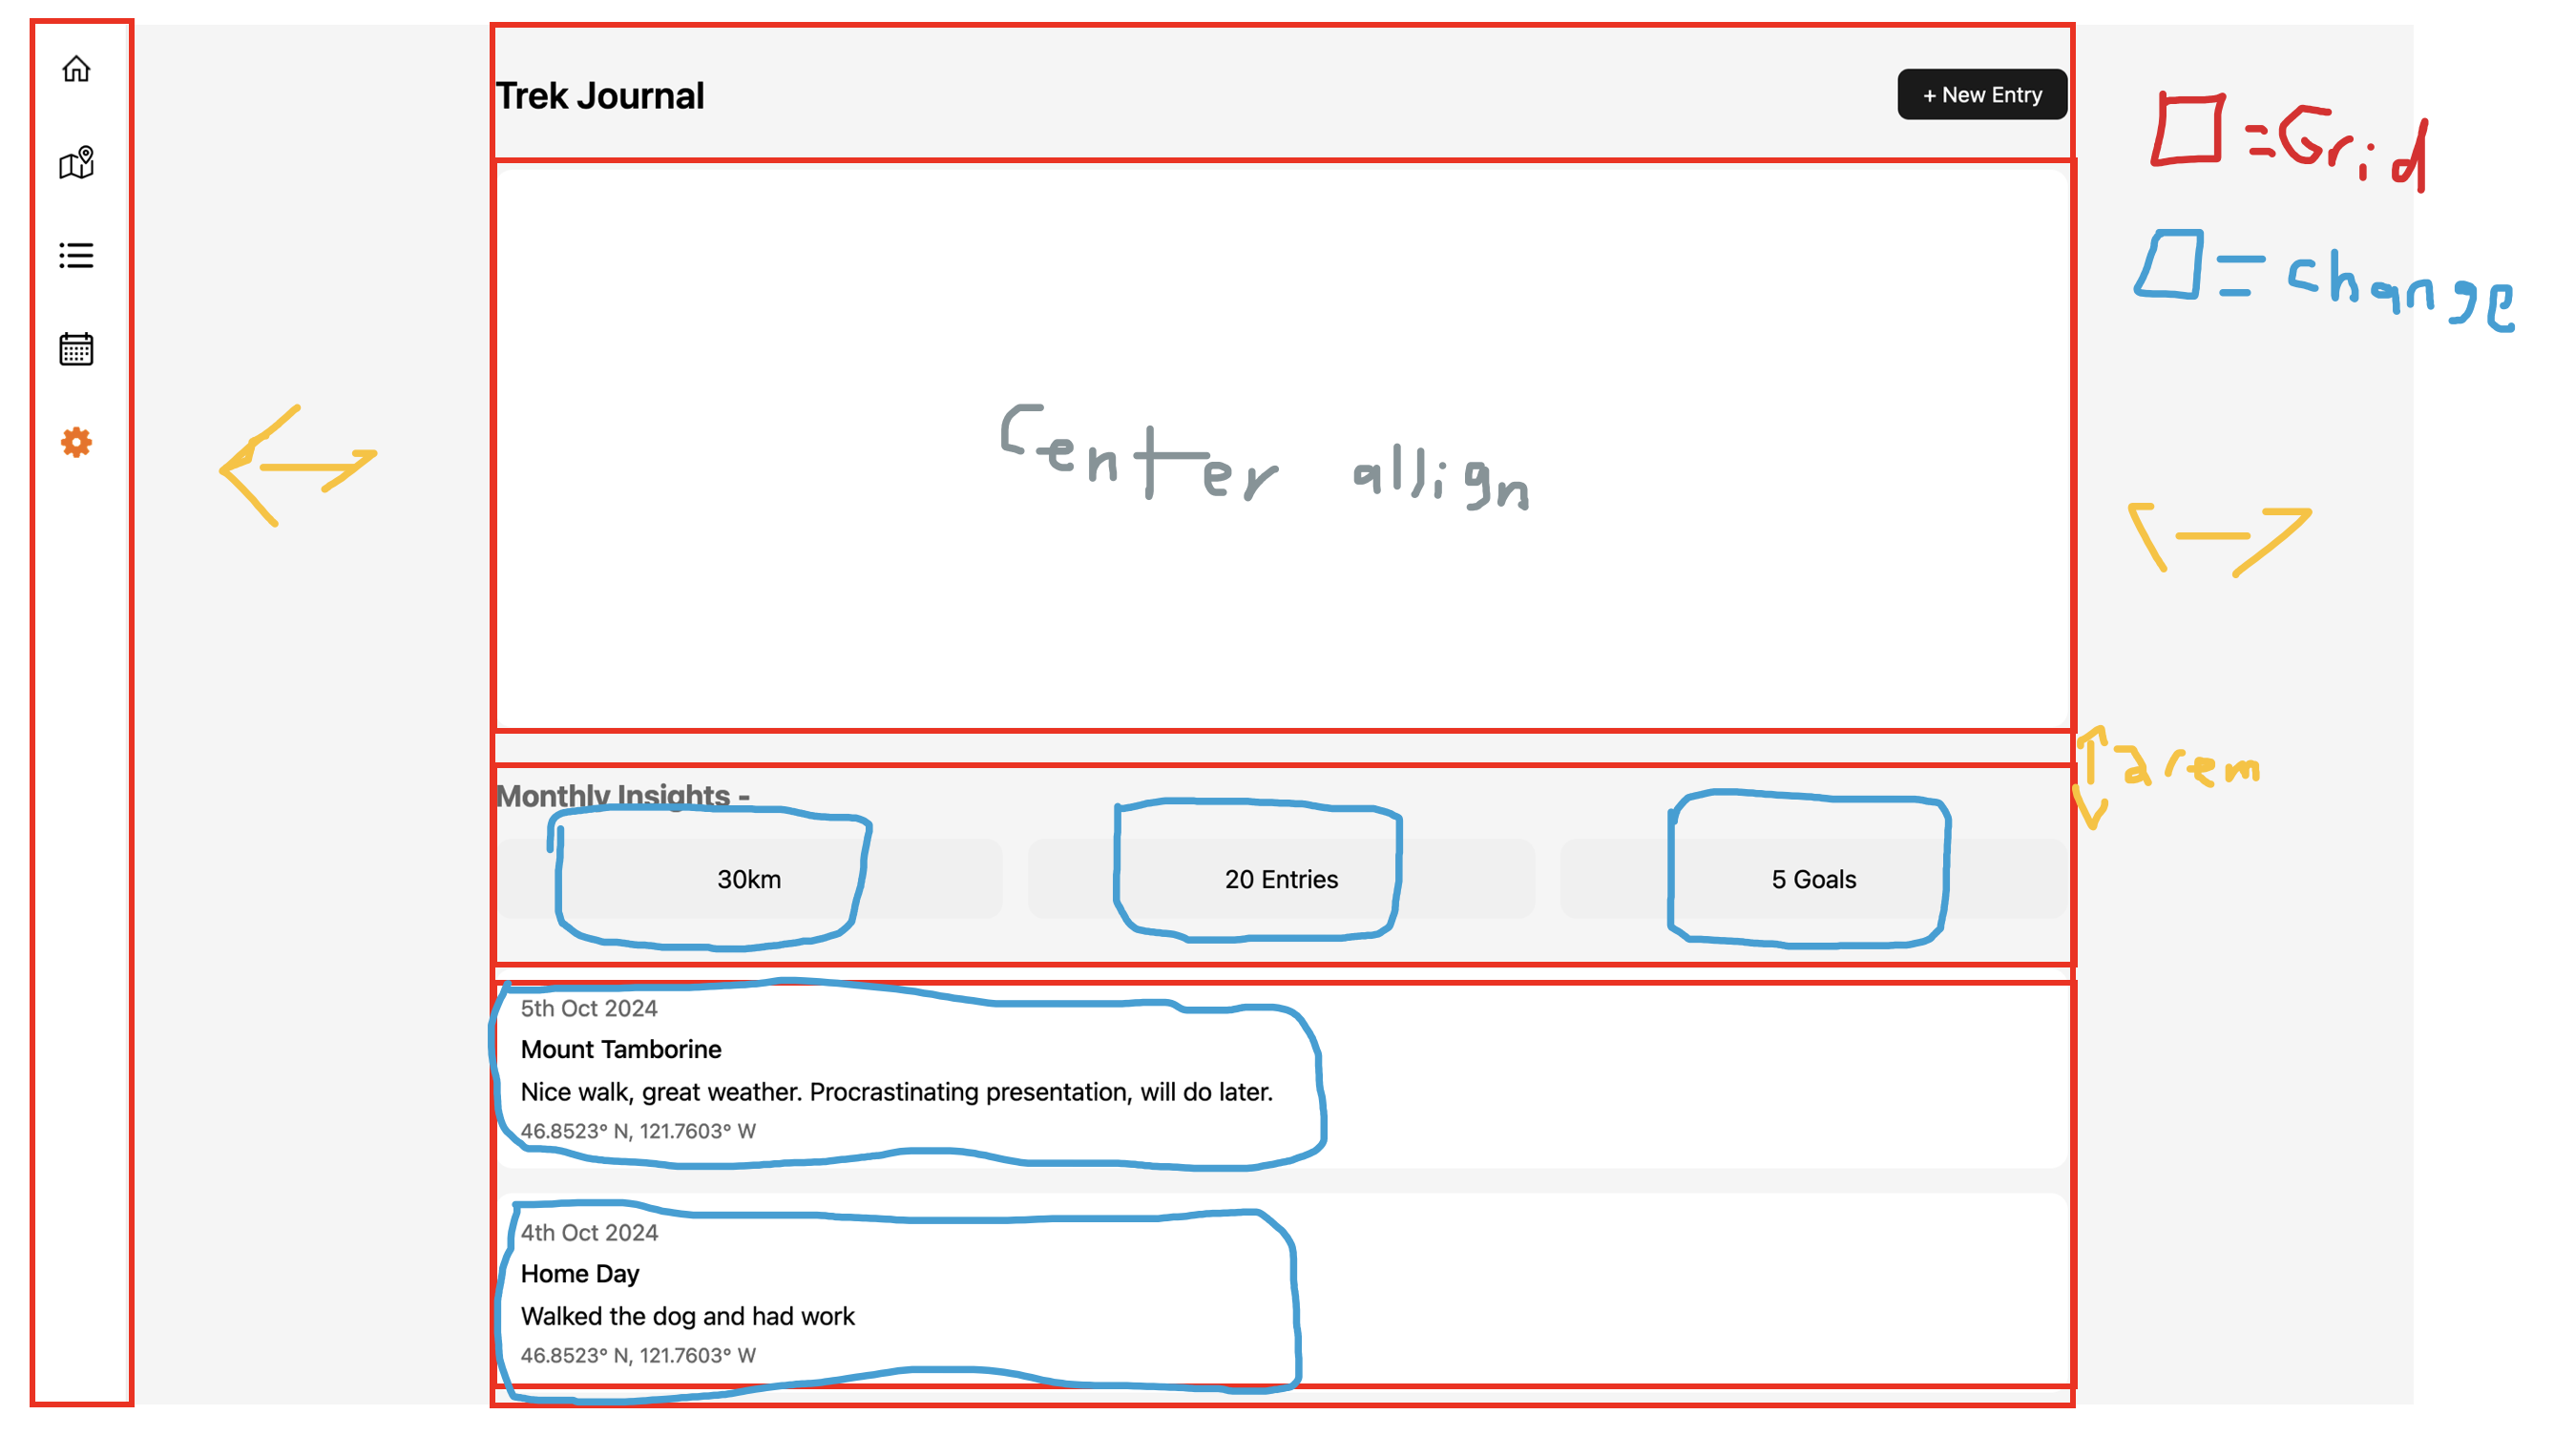 Trek Journal
+ New Entry
=Grid
= change
Center allign
2rem
Monthly Insights -
30km
20 Entries
5 Goals
5th Oct 2024
Mount Tamborine
Nice walk, great weather. Procrastinating presentation, will do later.
46.8523° N, 121.7603° W
4th Oct 2024
Home Day
Walked the dog and had work
46.8523° N, 121.7603° W